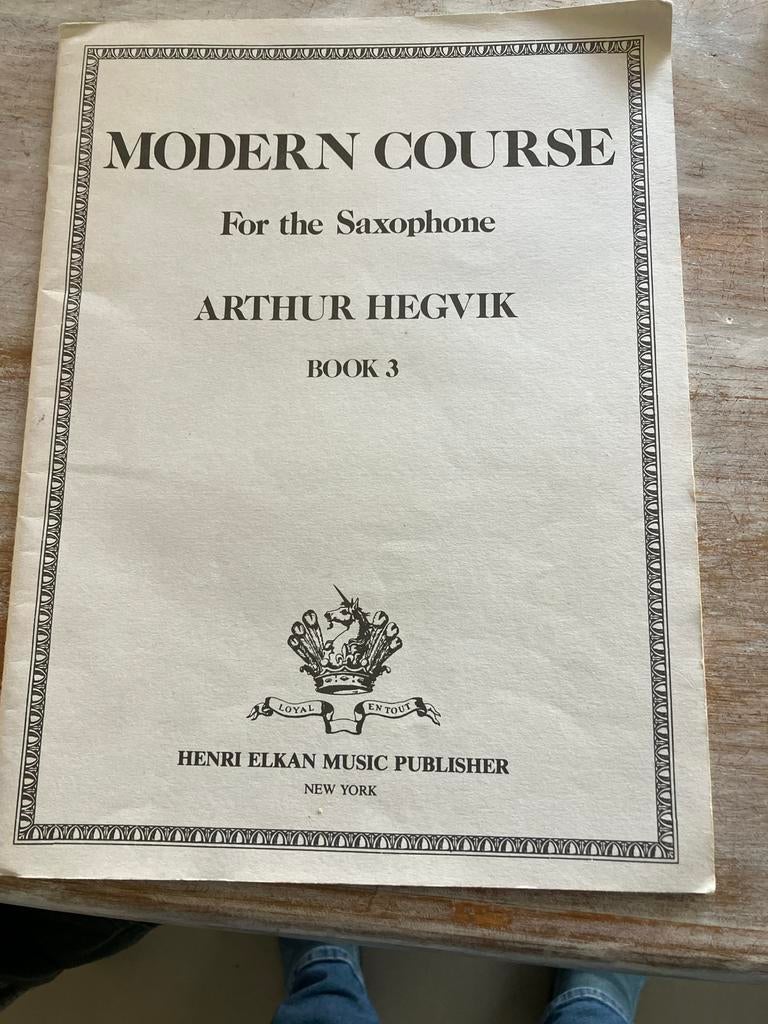 MODERN COURSE
For the Saxophone
ARTHUR HEGVIK
BOOK 3
LOYAL EN TOUT
HENRI ELKAN MUSIC PUBLISHER
NEW YORK